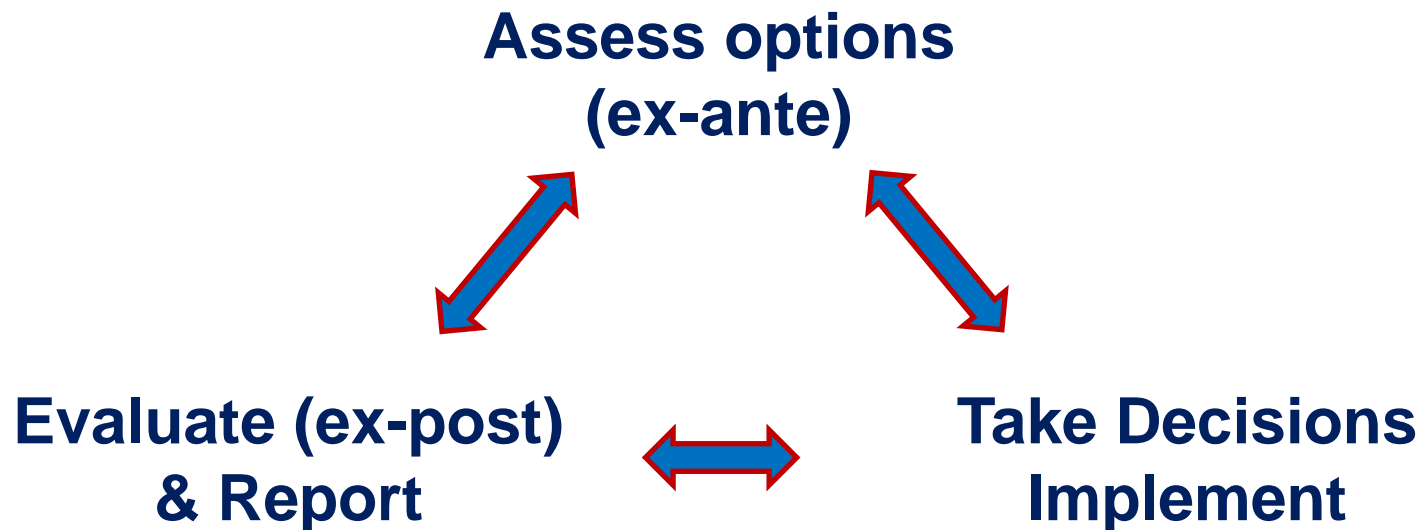 Assess options
(ex-ante)
Evaluate (ex-post)
& Report
Take Decisions
Implement